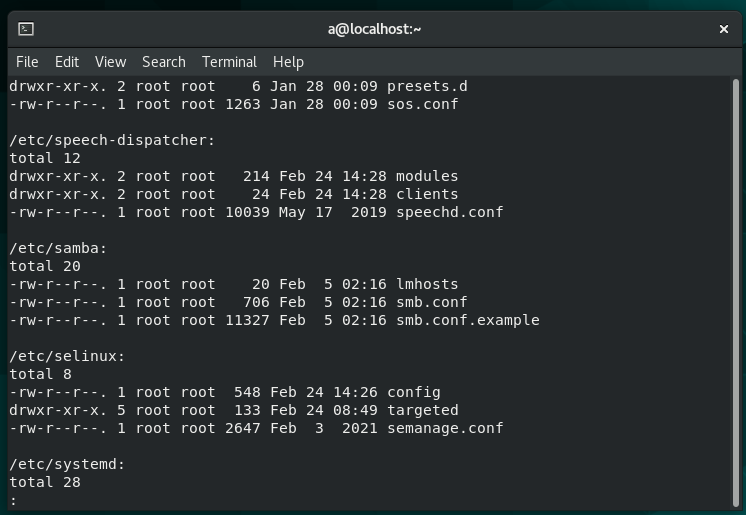 a@localhost:~
File Edit View Search Terminal Help
drwxr-xr-x. 2 root root    6 Jan 28 00:09 presets.d
-rw-r--r--. 1 root root 1263 Jan 28 00:09 sos.conf

/etc/speech-dispatcher:
total 12
drwxr-xr-x. 2 root root   214 Feb 24 14:28 modules
drwxr-xr-x. 2 root root    24 Feb 24 14:28 clients
-rw-r--r--. 1 root root 10039 May 17  2019 speechd.conf

/etc/samba:
total 20
-rw-r--r--. 1 root root    20 Feb  5 02:16 lmhosts
-rw-r--r--. 1 root root   706 Feb  5 02:16 smb.conf
-rw-r--r--. 1 root root 11327 Feb  5 02:16 smb.conf.example

/etc/selinux:
total 8
-rw-r--r--. 1 root root  548 Feb 24 14:26 config
drwxr-xr-x. 5 root root  133 Feb 24 08:49 targeted
-rw-r--r--. 1 root root 2647 Feb  3  2021 semanage.conf

/etc/systemd:
total 28
: